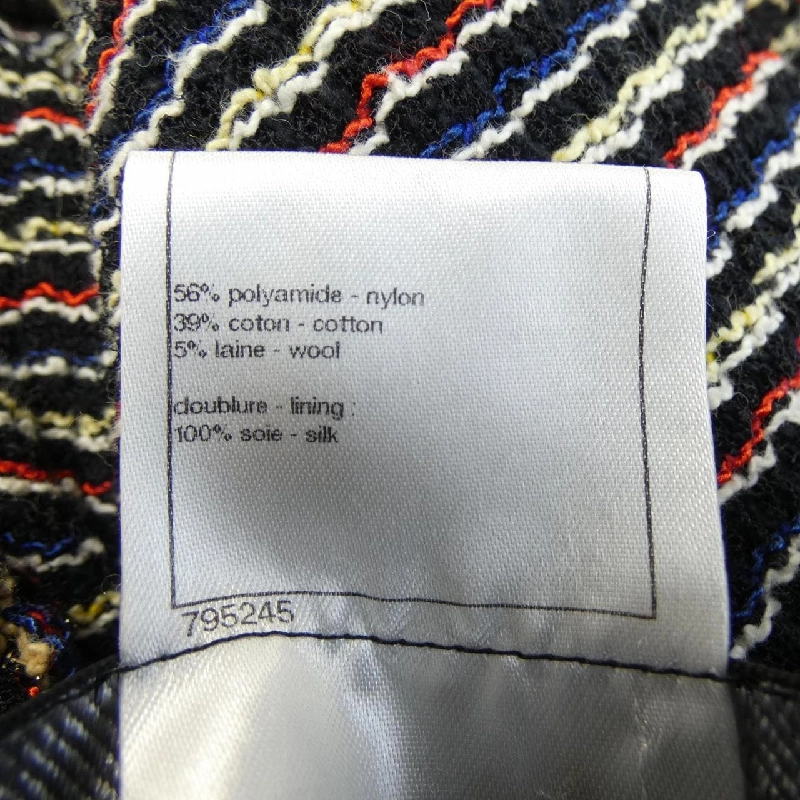 56% polyamide - nylon
39% coton - cotton
5% laine - wool
doublure - lining :
100% soie - silk
795245